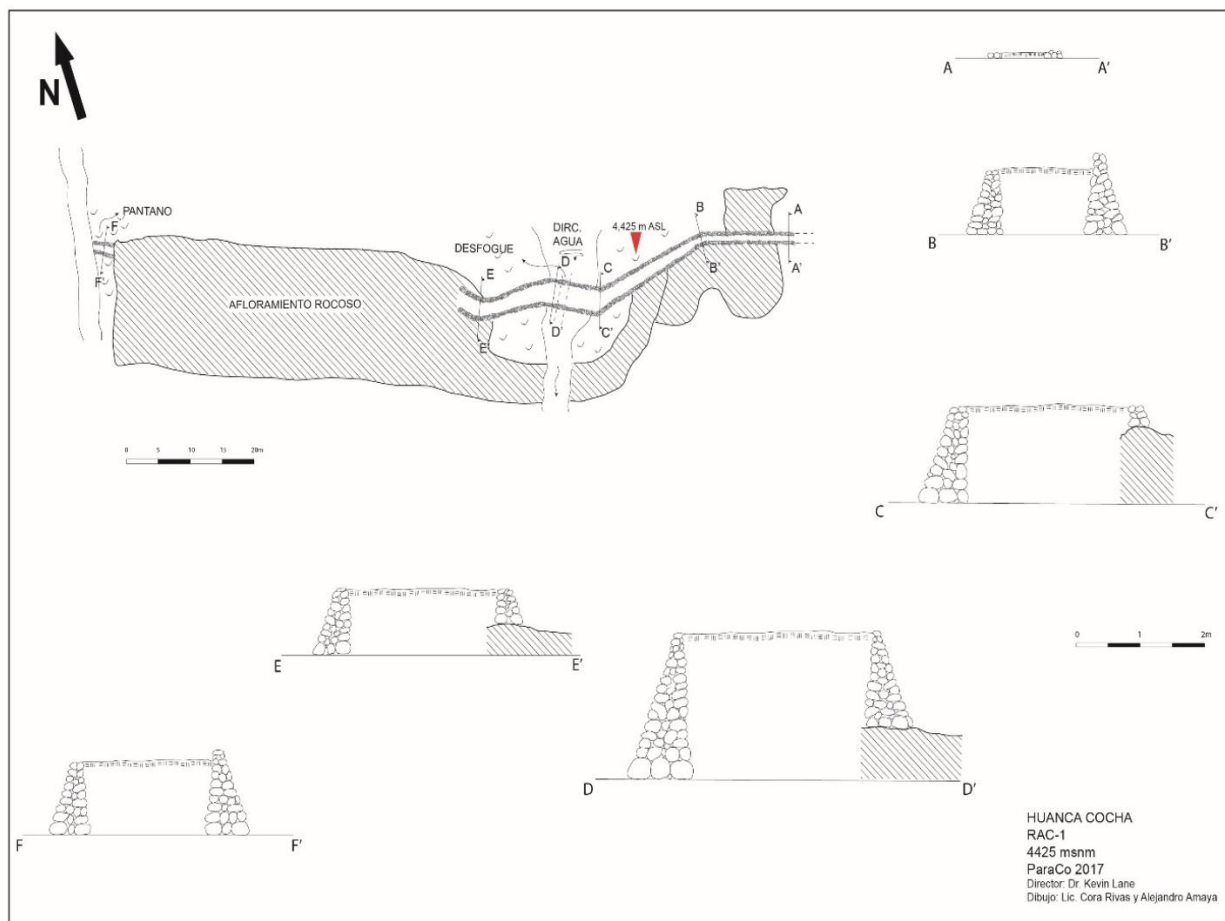 N
A A'
B B'
PANTANO
F
F'
DESFOGUE
DIRC.
AGUA
4,425 m ASL
B
A
D
C
E
B'
A'
AFLORAMIENTO ROCOSO
D'
C'
E'
0 5 10 15 20m
C C'
E E'
0 1 2m
D D'
F F'
HUANCA COCHA
RAC-1
4425 msnm
ParaCo 2017
Director: Dr. Kevin Lane
Dibujo: Lic. Cora Rivas y Alejandro Amaya